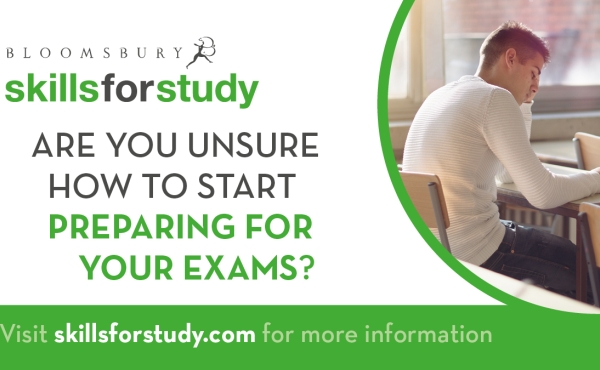 BLOOMSBURY
skillsforstudy
ARE YOU UNSURE
HOW TO START
PREPARING FOR
YOUR EXAMS?
Visit skillsforstudy.com for more information